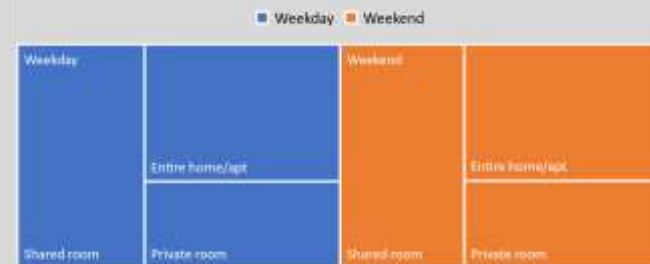 Weekday Weekend
Weekday
Weekend
Entire home/apt
Entire home/apt
Shared room
Private room
Shared room
Private room